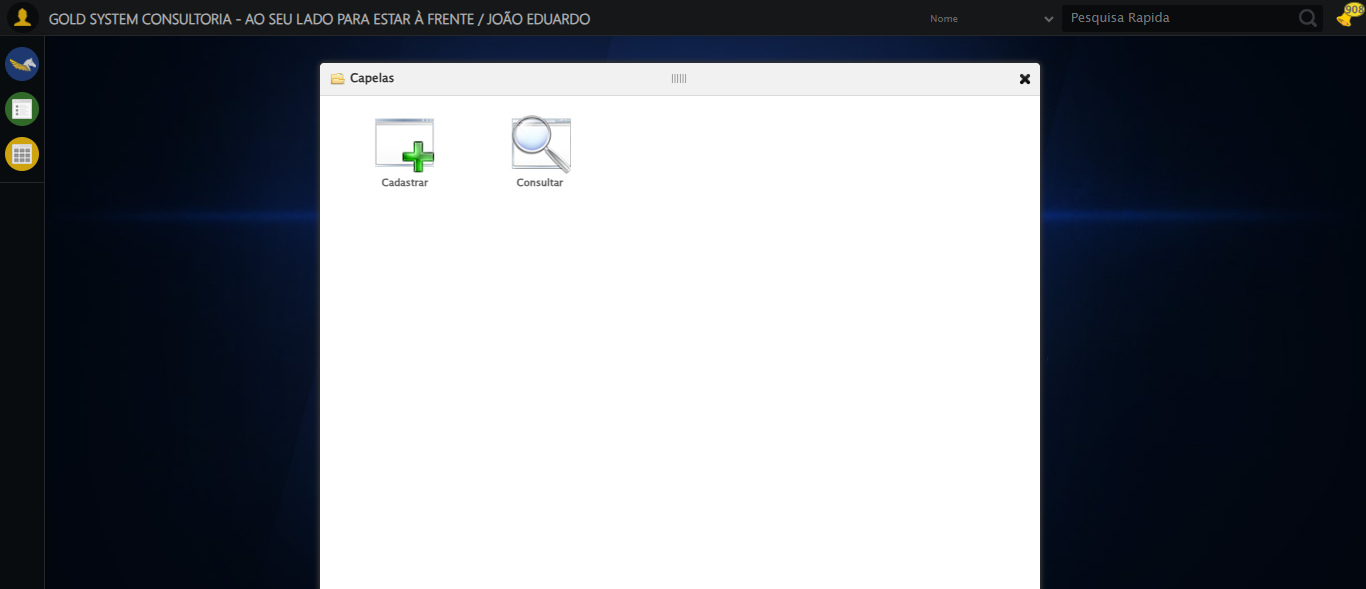 GOLD SYSTEM CONSULTORIA - AO SEU LADO PARA ESTAR À FRENTE / JOÃO EDUARDO
Nome
Pesquisa Rapida
908
Capelas
Cadastrar
Consultar